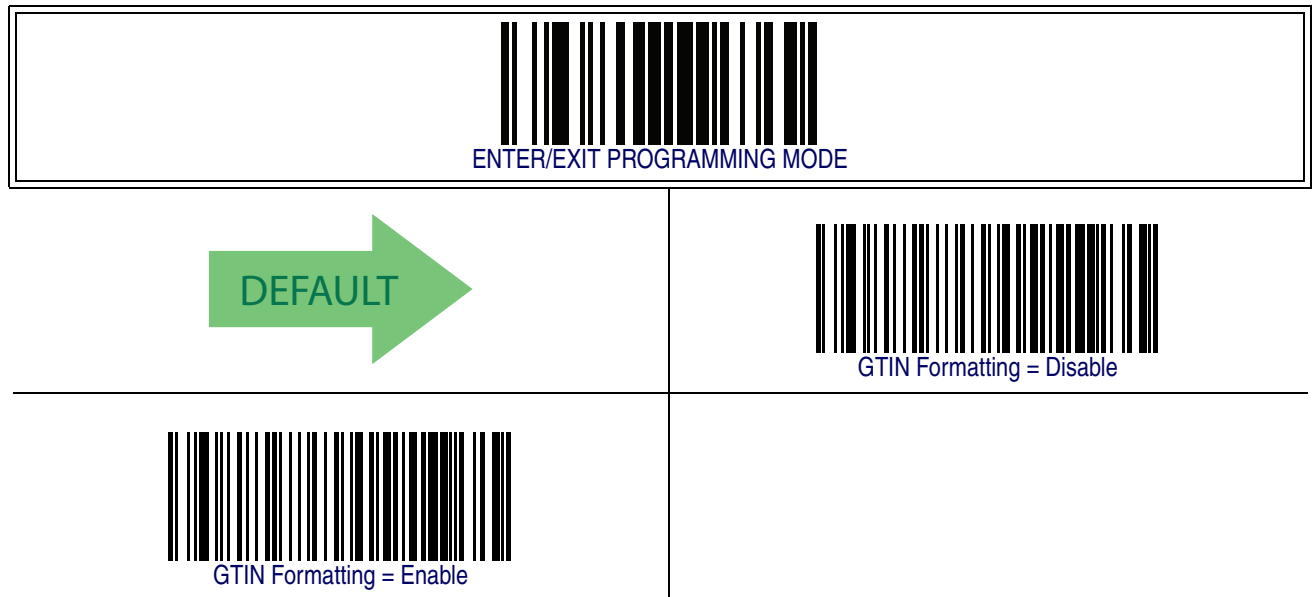 ENTER/EXIT PROGRAMMING MODE
DEFAULT
GTIN Formatting = Disable
GTIN Formatting = Enable